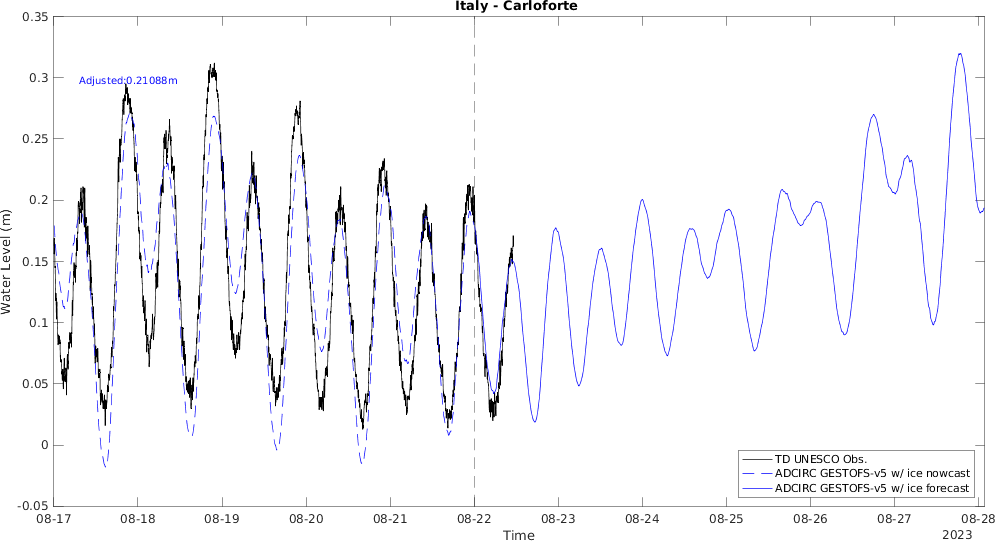 Italy - Carloforte
Adjusted:0.21088m
Water Level (m)
0.35
0.3
0.25
0.2
0.15
0.1
0.05
0
-0.05
TD UNESCO Obs.
ADCIRC GESTOFS-v5 w/ ice nowcast
ADCIRC GESTOFS-v5 w/ ice forecast
08-17 08-18 08-19 08-20 08-21 08-22 08-23 08-24 08-25 08-26 08-27 08-28
Time
2023